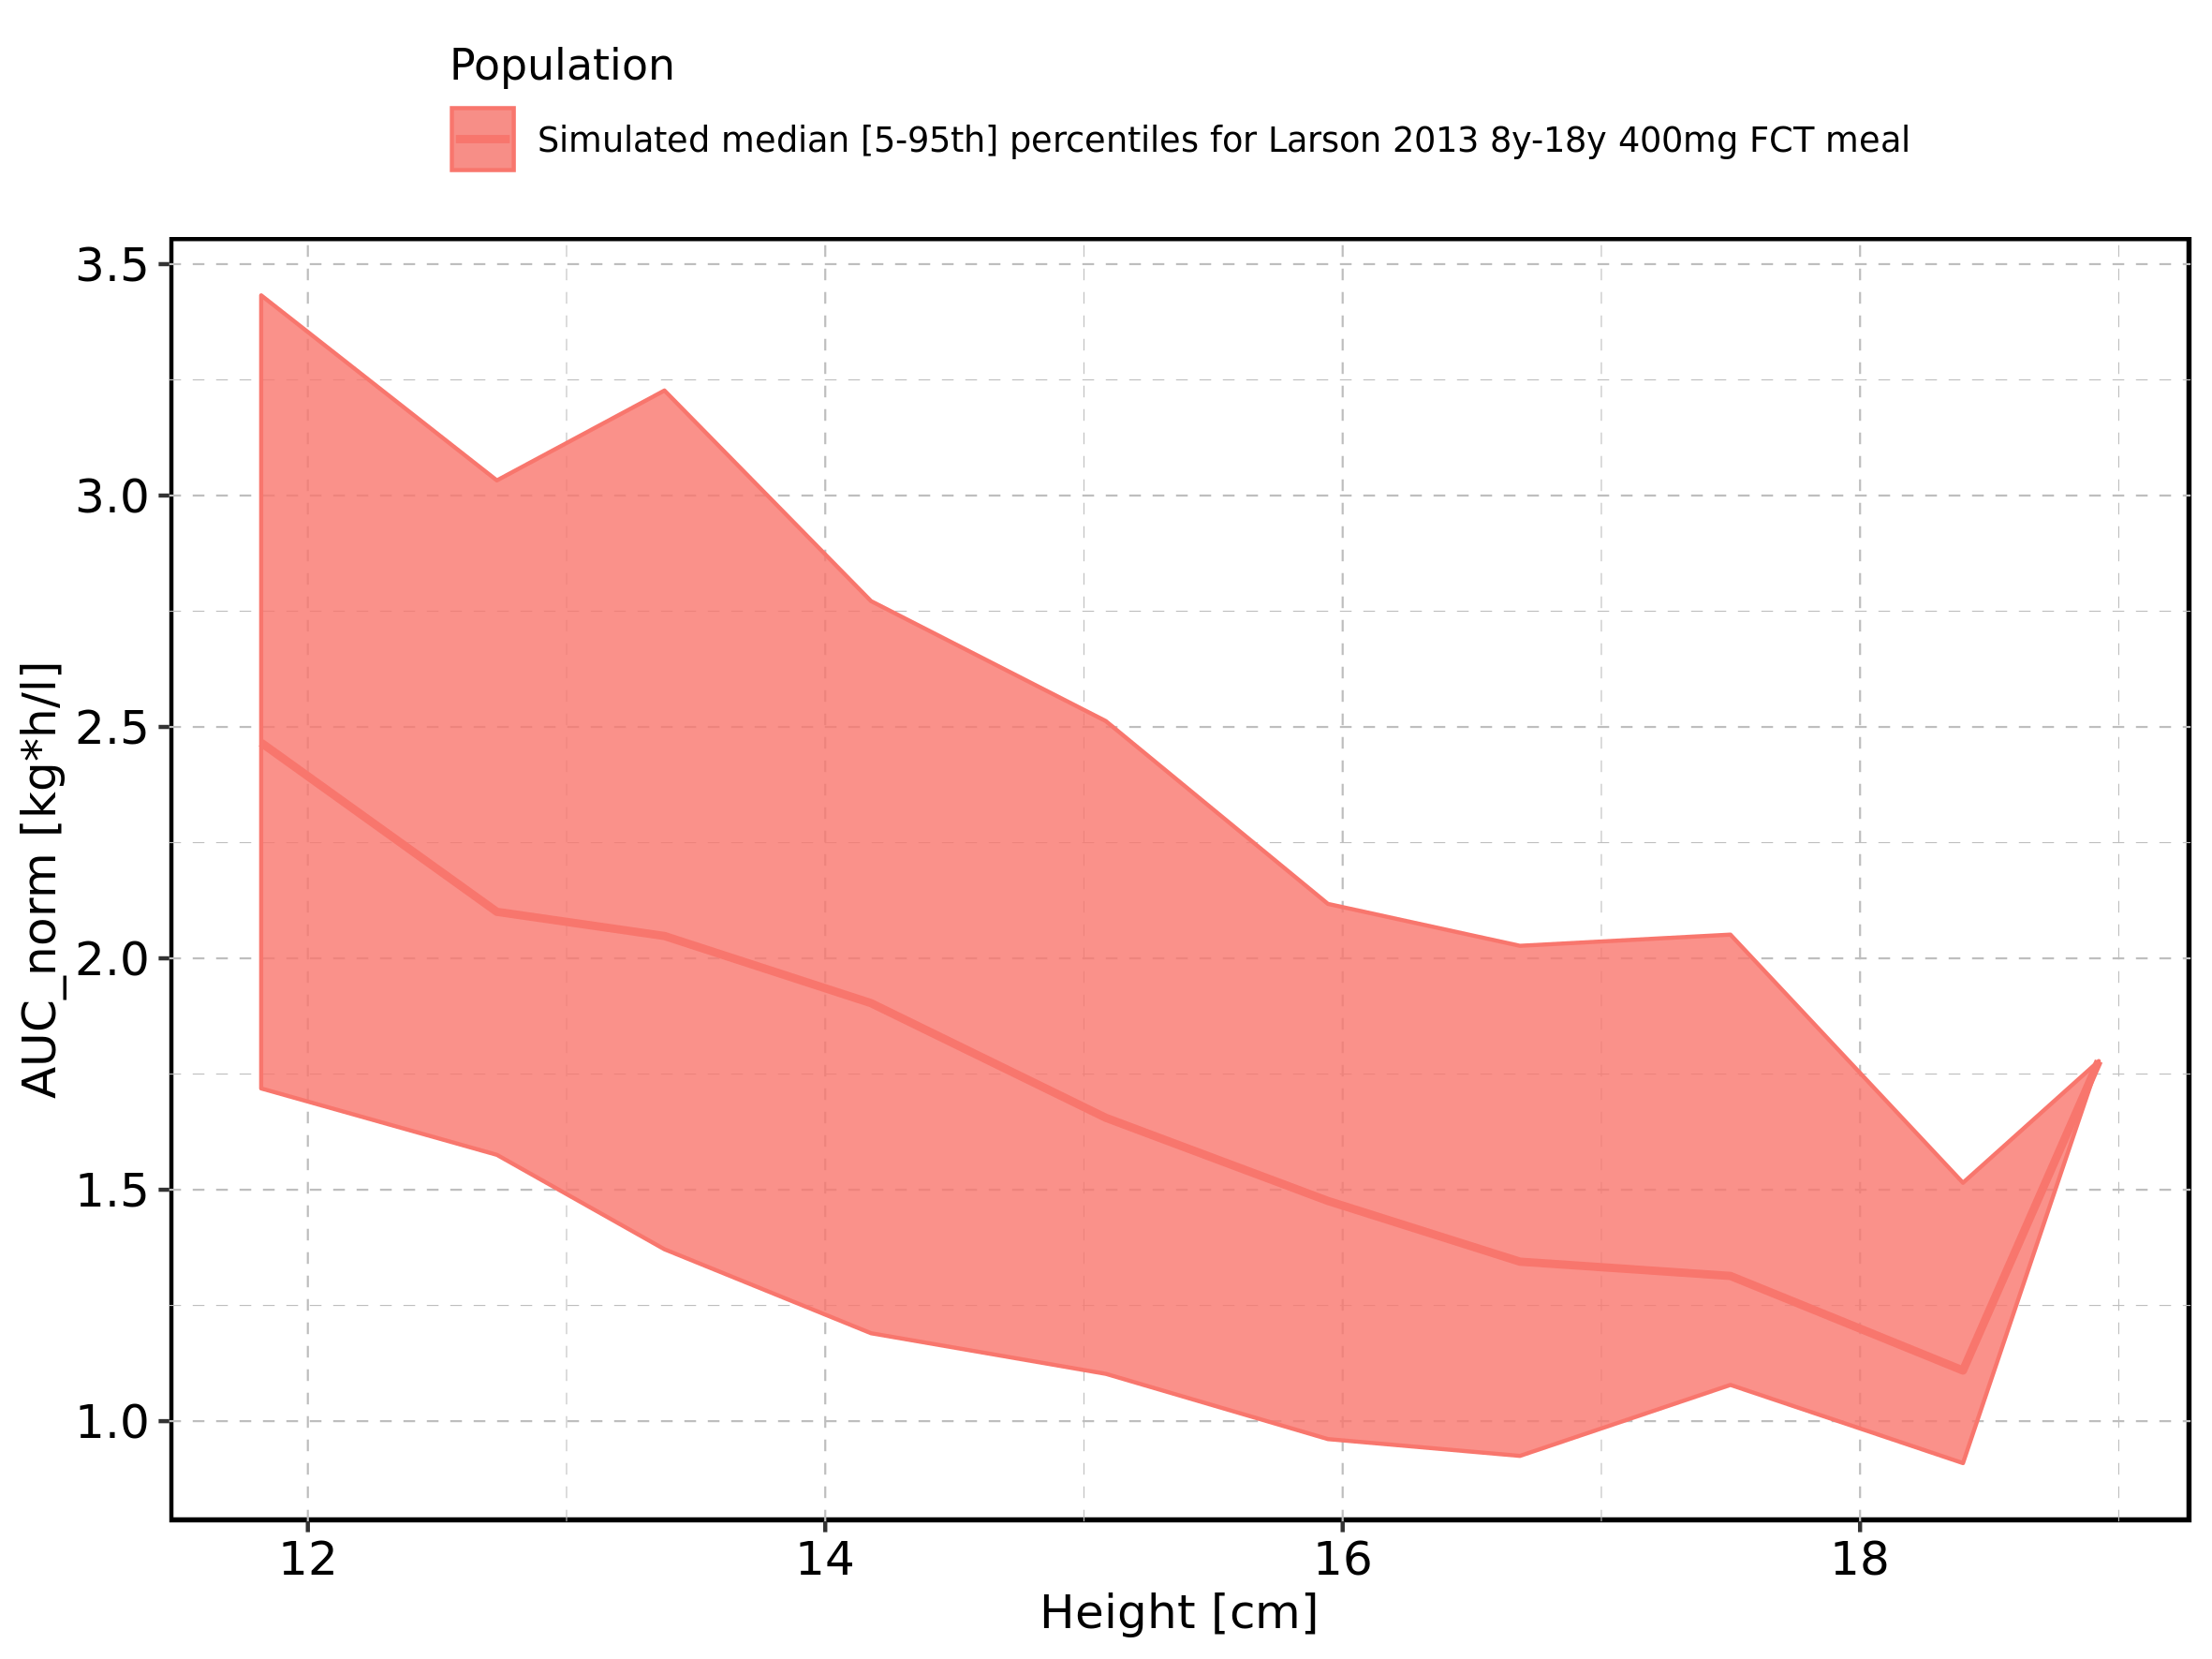 Population
Simulated median [5-95th] percentiles for Larson 2013 8y-18y 400mg FCT meal
3.5
3.0
2.5
2.0
1.5
1.0
AUC_norm [kg*h/l]
12 14 16 18
Height [cm]